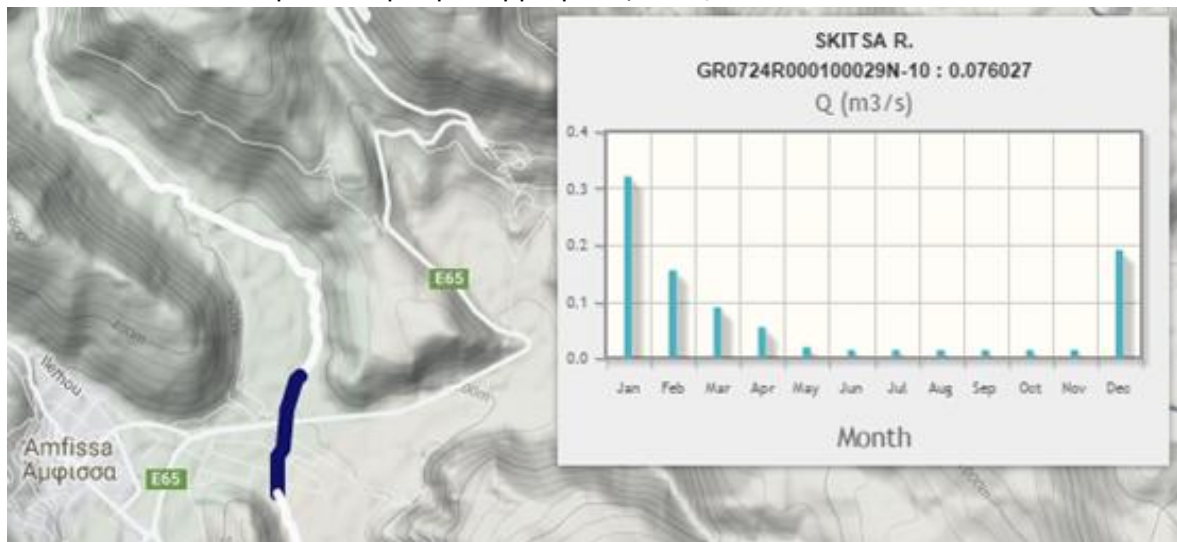 SKITSA R.
GR0724R000100029N-10 : 0.076027
Q (m3/s)
0.4
0.3
0.2
0.1
0.0
Jan Feb Mar Apr May Jun Jul Aug Sep Oct Nov Dec
Month
E65
Amfissa
Άμφισσα
E65